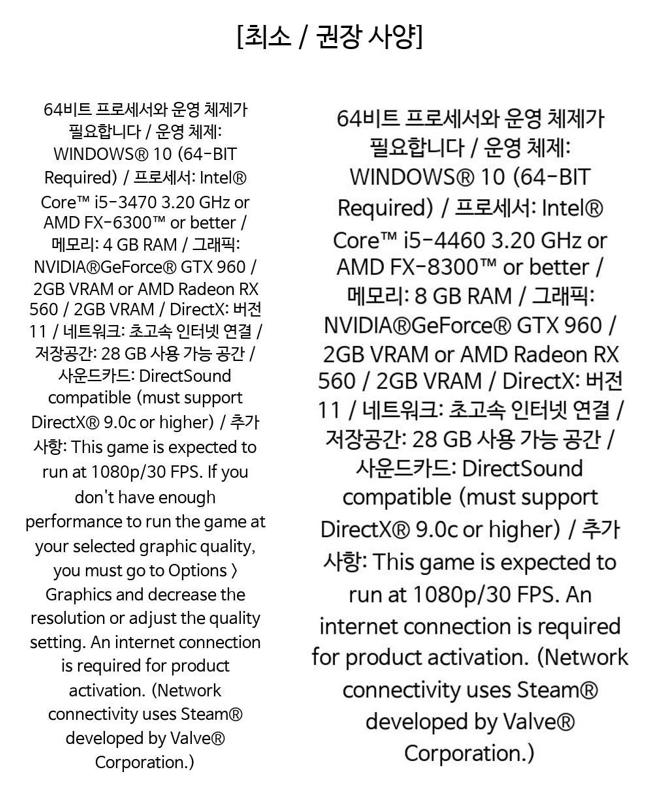 [최소 / 권장 사양]
64비트 프로세서와 운영 체제가
필요합니다 / 운영 체제:
WINDOWS® 10 (64-BIT
Required) / 프로세서: Intel®
Core™ i5-3470 3.20 GHz or
AMD FX-6300™ or better /
메모리: 4 GB RAM / 그래픽:
NVIDIA®GeForce® GTX 960 /
2GB VRAM or AMD Radeon RX
560 / 2GB VRAM / DirectX: 버전
11 / 네트워크: 초고속 인터넷 연결 /
저장공간: 28 GB 사용 가능 공간 /
사운드카드: DirectSound
compatible (must support
DirectX® 9.0c or higher) / 추가
사항: This game is expected to
run at 1080p/30 FPS. If you
don't have enough
performance to run the game at
your selected graphic quality,
you must go to Options 〉
Graphics and decrease the
resolution or adjust the quality
setting. An internet connection
is required for product
activation. (Network
connectivity uses Steam®
developed by Valve®
Corporation.)
64비트 프로세서와 운영 체제가
필요합니다 / 운영 체제:
WINDOWS® 10 (64-BIT
Required) / 프로세서: Intel®
Core™ i5-4460 3.20 GHz or
AMD FX-8300™ or better /
메모리: 8 GB RAM / 그래픽:
NVIDIA®GeForce® GTX 960 /
2GB VRAM or AMD Radeon RX
560 / 2GB VRAM / DirectX: 버전
11 / 네트워크: 초고속 인터넷 연결 /
저장공간: 28 GB 사용 가능 공간 /
사운드카드: DirectSound
compatible (must support
DirectX® 9.0c or higher) / 추가
사항: This game is expected to
run at 1080p/30 FPS. An
internet connection is required
for product activation. (Network
connectivity uses Steam®
developed by Valve®
Corporation.)